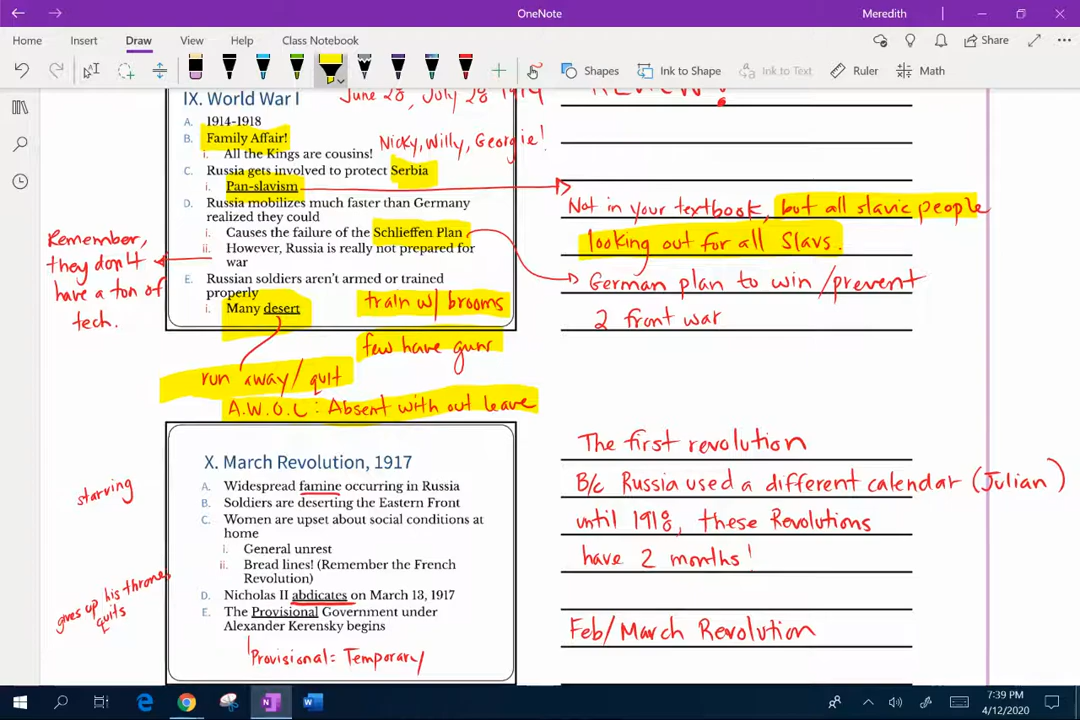 OneNote
Meredith
Home
Insert
Draw
View
Help
Class Notebook
Share
Shapes
Ink to Shape
Ink to Text
Ruler
Math
IX. World War I
June 28, July 28 1914
REVIEW!
A. 1914-1918
B. Family Affair!
Nicky, Willy, Georgie!
i. All the Kings are cousins!
C. Russia gets involved to protect Serbia
i. Pan-slavism
D. Russia mobilizes much faster than Germany
realized they could
i. Causes the failure of the Schlieffen Plan
ii. However, Russia is really not prepared for
war
E. Russian soldiers aren't armed or trained
properly
i. Many desert
Remember,
they don't
have a ton of
tech.
train w/ brooms
few have guns
run away/ quit
A.W.O.L: Absent with out leave
Not in your textbook, but all slavic people
looking out for all Slavs.
German plan to win/prevent
2 front war
X. March Revolution, 1917
A. Widespread famine occurring in Russia
B. Soldiers are deserting the Eastern Front
C. Women are upset about social conditions at
home
i. General unrest
ii. Bread lines! (Remember the French
Revolution)
D. Nicholas II abdicates on March 13, 1917
E. The Provisional Government under
Alexander Kerensky begins
Provisional= Temporary
starving
gives up his throne
quits
The first revolution
B/c Russia used a different calendar (Julian)
until 1918, these Revolutions
have 2 months!
Feb/March Revolution
7:39 PM
4/12/2020